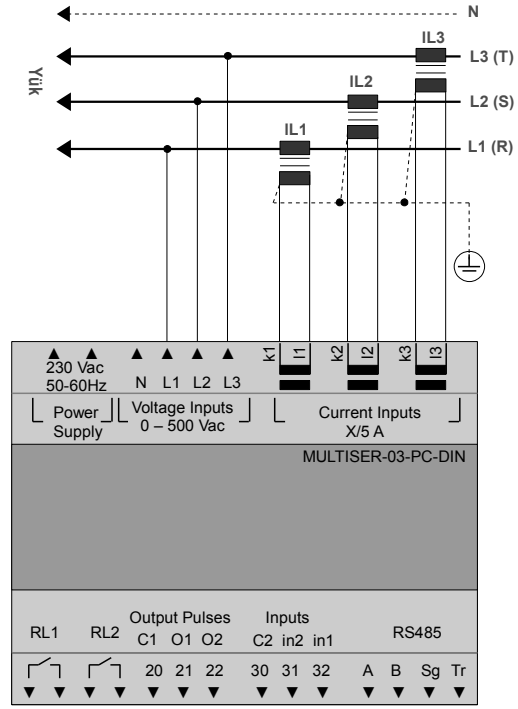 N
IL3
L3 (T)
Yük
IL2
L2 (S)
IL1
L1 (R)
k1 l1 k2 l2 k3 l3
230 Vac
50-60Hz
N L1 L2 L3
Power
Supply
Voltage Inputs
0 – 500 Vac
Current Inputs
X/5 A
MULTISER-03-PC-DIN
Output Pulses
Inputs
RL1 RL2 C1 O1 O2 C2 in2 in1 RS485
20 21 22 30 31 32 A B Sg Tr